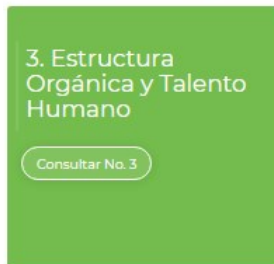 3. Estructura
Orgánica y Talento
Humano
Consultar No. 3